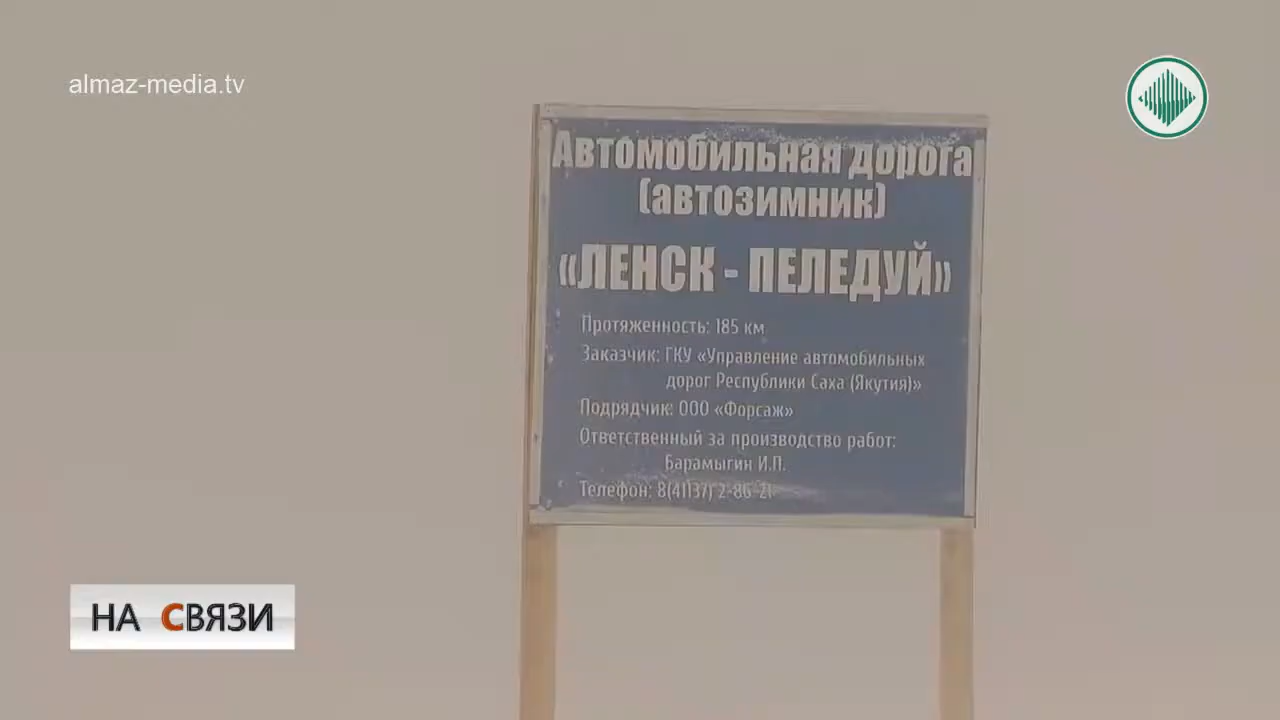 almaz-media.tv
Автомобильная дорога
(автозимник)
«ЛЕНСК - ПЕЛЕДУЙ»
Протяженность: 185 км
Заказчик: ГКУ «Управление автомобильных
дорог Республики Саха (Якутия)»
Подрядчик: ООО «Форсаж»
Ответственный за производство работ:
Барамыгин И.П.
Телефон: 8(41137) 2-86-21
НА СВЯЗИ